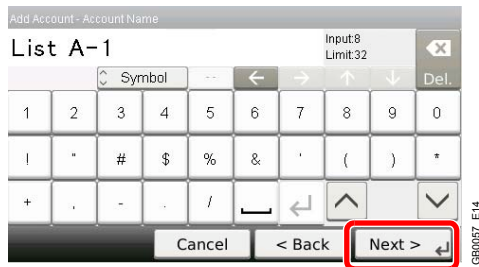 Add Account - Account Name
List A-1
Input:8
Limit:32
Symbol -- ← → ↑ ↓ Del.
1 2 3 4 5 6 7 8 9 0
! " # $ % & ' ( ) *
+ , - . /
Cancel < Back Next >
GB0057_E14